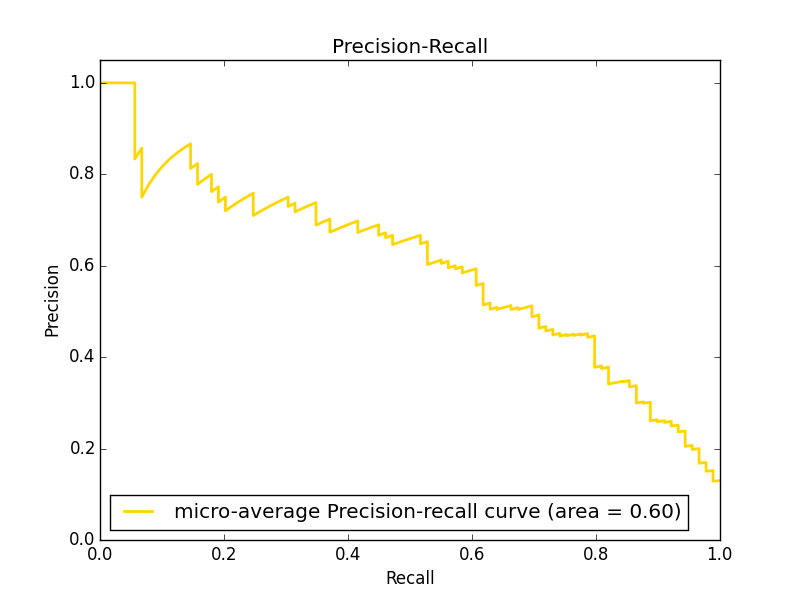 Precision-Recall
1.0
0.8
0.6
0.4
0.2
0.0
Precision
micro-average Precision-recall curve (area = 0.60)
0.0 0.2 0.4 0.6 0.8 1.0
Recall